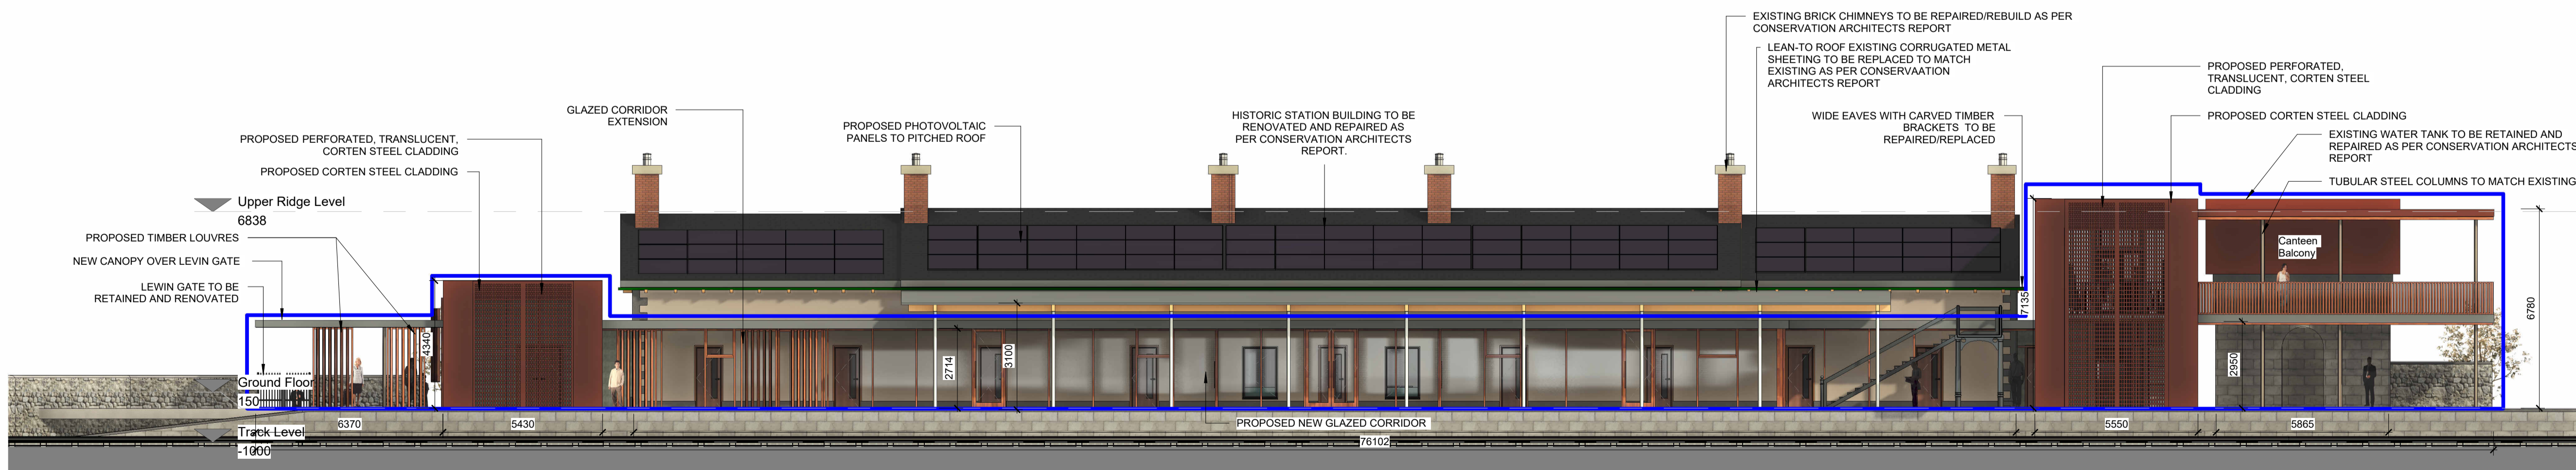 EXISTING BRICK CHIMNEYS TO BE REPAIRED/REBUILD AS PER
CONSERVATION ARCHITECTS REPORT
LEAN-TO ROOF EXISTING CORRUGATED METAL
SHEETING TO BE REPLACED TO MATCH
EXISTING AS PER CONSERVAATION
ARCHITECTS REPORT
PROPOSED PERFORATED,
TRANSLUCENT, CORTEN STEEL
CLADDING
GLAZED CORRIDOR
EXTENSION
PROPOSED PHOTOVOLTAIC
PANELS TO PITCHED ROOF
HISTORIC STATION BUILDING TO BE
RENOVATED AND REPAIRED AS
PER CONSERVATION ARCHITECTS
REPORT.
WIDE EAVES WITH CARVED TIMBER
BRACKETS TO BE
REPAIRED/REPLACED
PROPOSED CORTEN STEEL CLADDING
EXISTING WATER TANK TO BE RETAINED AND
REPAIRED AS PER CONSERVATION ARCHITECTS
REPORT
TUBULAR STEEL COLUMNS TO MATCH EXISTING
PROPOSED PERFORATED, TRANSLUCENT,
CORTEN STEEL CLADDING
PROPOSED CORTEN STEEL CLADDING
Upper Ridge Level
6838
PROPOSED TIMBER LOUVRES
NEW CANOPY OVER LEVIN GATE
LEWIN GATE TO BE
RETAINED AND RENOVATED
Canteen
Balcony
4340
2714
3100
7135
2950
6780
Ground Floor
150
PROPOSED NEW GLAZED CORRIDOR
6370
5430
5550
5865
Track Level
76102
-1000